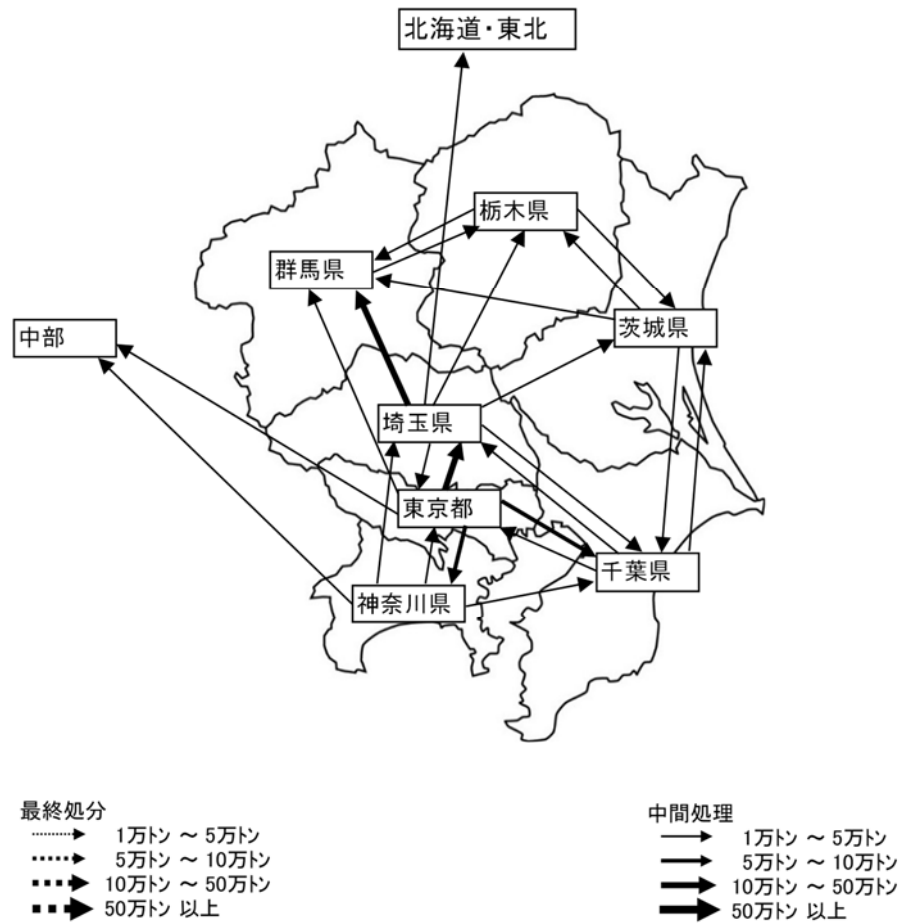 北海道・東北
栃木県
群馬県
茨城県
中部
埼玉県
東京都
千葉県
神奈川県
最終処分
1万トン ～ 5万トン
5万トン ～ 10万トン
10万トン ～ 50万トン
50万トン 以上
中間処理
1万トン ～ 5万トン
5万トン ～ 10万トン
10万トン ～ 50万トン
50万トン 以上